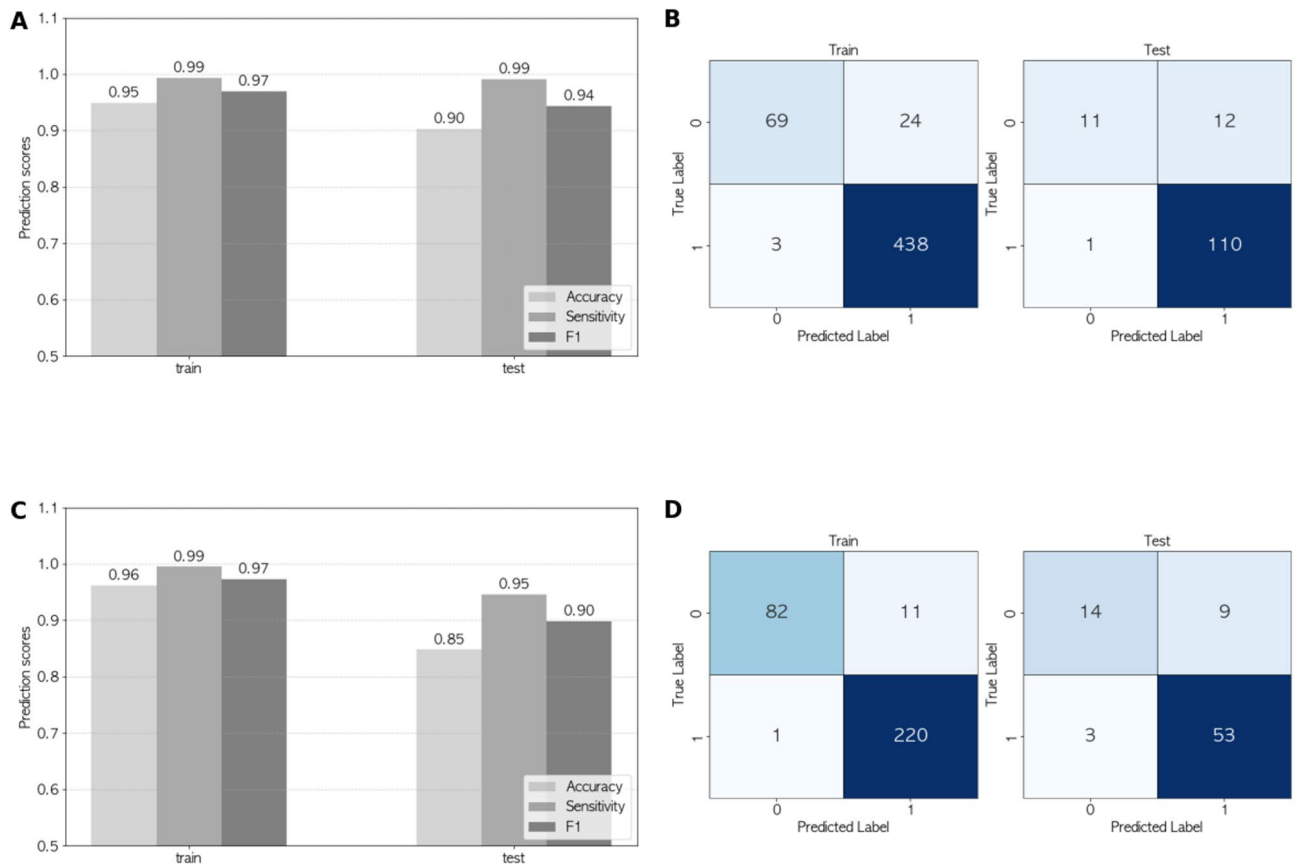 A
1.1
1.0
0.9
0.8
0.7
0.6
0.5
Prediction scores
0.95
0.99
0.97
0.90
0.99
0.94
Accuracy
Sensitivity
F1
train
test
B
Train
Test
69
24
3
438
11
12
1
110
True Label
0
1
0
1
Predicted Label
True Label
0
1
0
1
Predicted Label
C
1.1
1.0
0.9
0.8
0.7
0.6
0.5
Prediction scores
0.96
0.99
0.97
0.85
0.95
0.90
Accuracy
Sensitivity
F1
train
test
D
Train
Test
82
11
1
220
14
9
3
53
True Label
0
1
0
1
Predicted Label
True Label
0
1
0
1
Predicted Label